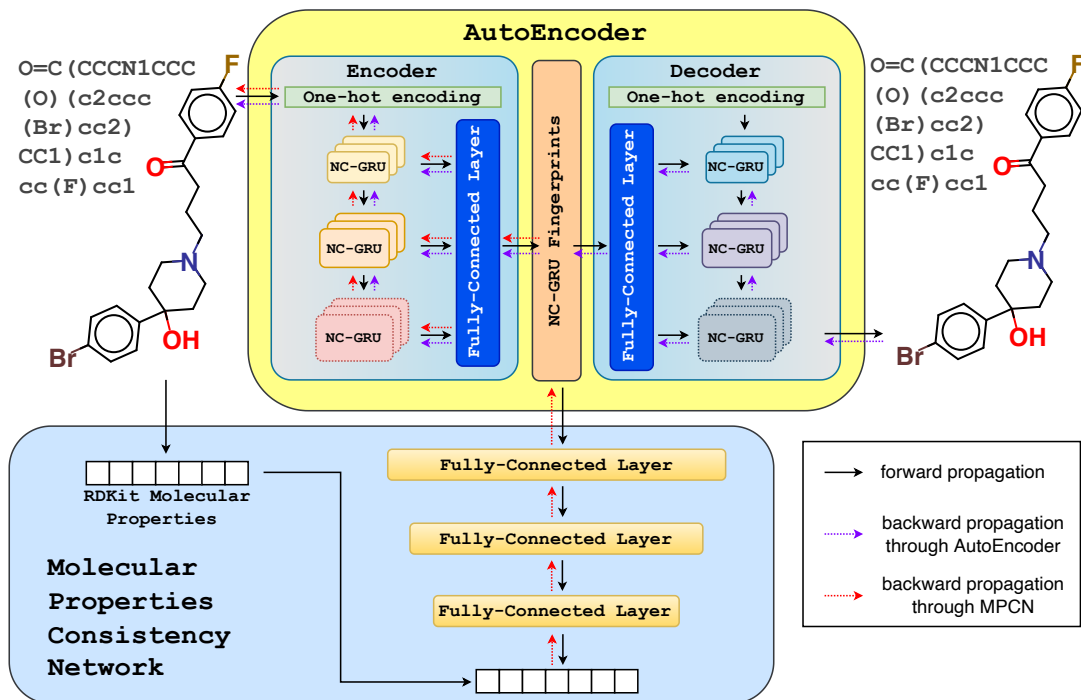 AutoEncoder
O=C(CCCN1CCC
(O)(c2ccc
(Br)cc2)
CC1)c1c
cc(F)cc1
F
O
N
OH
Br
Encoder
One-hot encoding
NC-GRU
NC-GRU
NC-GRU
Fully-Connected Layer
NC-GRU Fingerprints
Decoder
One-hot encoding
Fully-Connected Layer
NC-GRU
NC-GRU
NC-GRU
O=C(CCCN1CCC
(O)(c2ccc
(Br)cc2)
CC1)c1c
cc(F)cc1
F
O
N
OH
Br
RDKit Molecular
Properties
Molecular
Properties
Consistency
Network
Fully-Connected Layer
Fully-Connected Layer
Fully-Connected Layer
forward propagation
backward propagation
through AutoEncoder
backward propagation
through MPCN